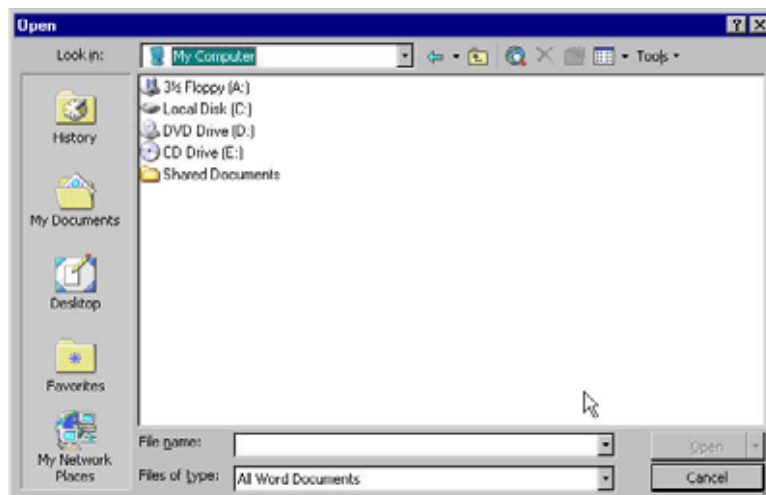 Open
Look in: My Computer Tools
3½ Floppy (A:)
Local Disk (C:)
DVD Drive (D:)
CD Drive (E:)
Shared Documents
History
My Documents
Desktop
Favorites
My Network Places
File name:
Open
Files of type: All Word Documents
Cancel